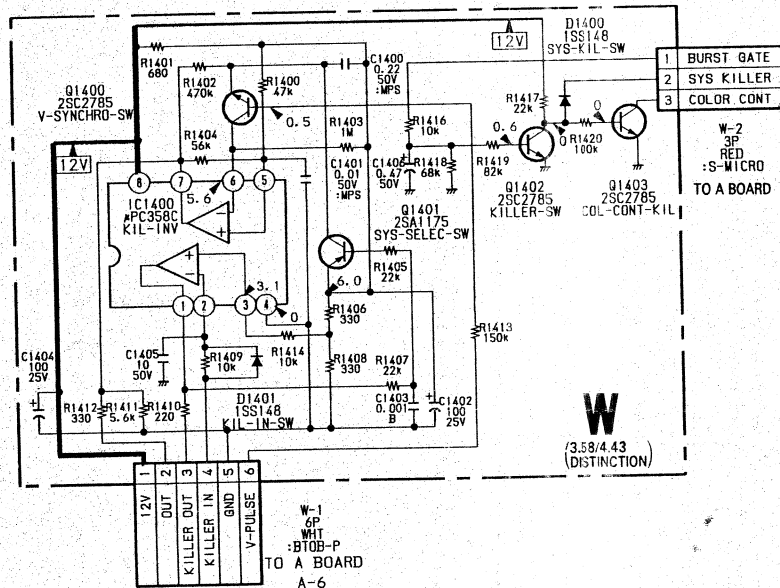 D1400
1SS148
SYS-KIL-SW
12V
R1401
680
R1402
470k
R1400
47k
C1400
0.22
50V
:MPS
1 BURST GATE
2 SYS KILLER
3 COLOR CONT
Q1400
2SC2785
V-SYNCHRO-SW
R1404
56k
0.5
R1403
1M
R1416
10k
R1417
22k
0
0.6
0
R1420
100k
W-2
3P
RED
:S-MICRO
TO A BOARD
12V
C1401
0.01
50V
:MPS
C1406
0.47
50V
R1418
68k
R1419
82k
Q1402
2SC2785
KILLER-SW
Q1403
2SC2785
COL-CONT-KIL
8
7
5.6
6
5
IC1400
µPC358C
KIL-INV
Q1401
2SA1175
SYS-SELEC-SW
−
+
+
−
R1405
22k
6.0
3.1
1
2
3
4
0
R1406
330
R1413
150k
C1404
100
25V
+
C1405
10
50V
R1409
10k
R1414
10k
R1408
330
R1407
22k
R1412
330
R1411
5.6k
R1410
220
D1401
1SS148
KIL-IN-SW
C1403
0.001
B
+
C1402
100
25V
W
(3.58/4.43
DISTINCTION)
12V 1
OUT 2
KILLER OUT 3
KILLER IN 4
GND 5
V-PULSE 6
W-1
6P
WHT
:BTOB-P
TO A BOARD
A-6